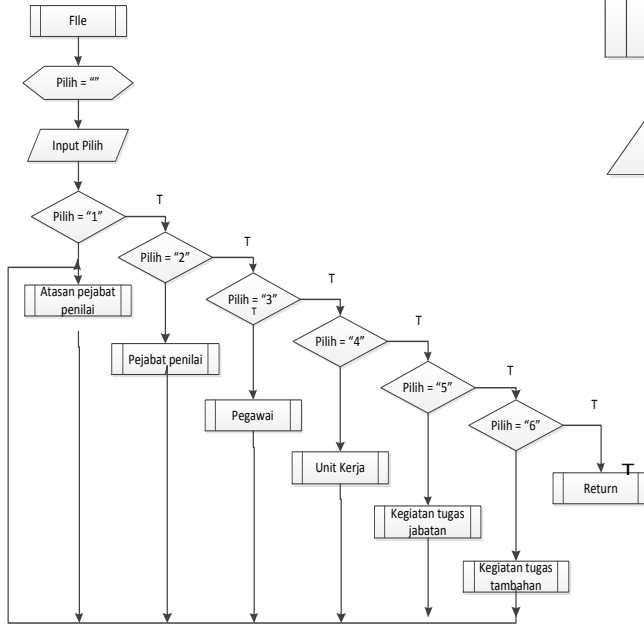 FIle
Pilih = “”
Input Pilih
Pilih = “1”
T
Pilih = “2”
T
Pilih = “3”
T
T
Pilih = “4”
T
Pilih = “5”
T
Pilih = “6”
T
Atasan pejabat
penilai
Pejabat penilai
Pegawai
Unit Kerja
Kegiatan tugas
jabatan
Kegiatan tugas
tambahan
T
Return